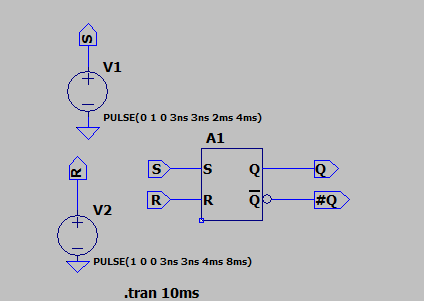 S
V1
PULSE(0 1 0 3ns 3ns 2ms 4ms)
R
V2
PULSE(1 0 0 3ns 3ns 4ms 8ms)
A1
S S Q Q
R R Q #Q
.tran 10ms